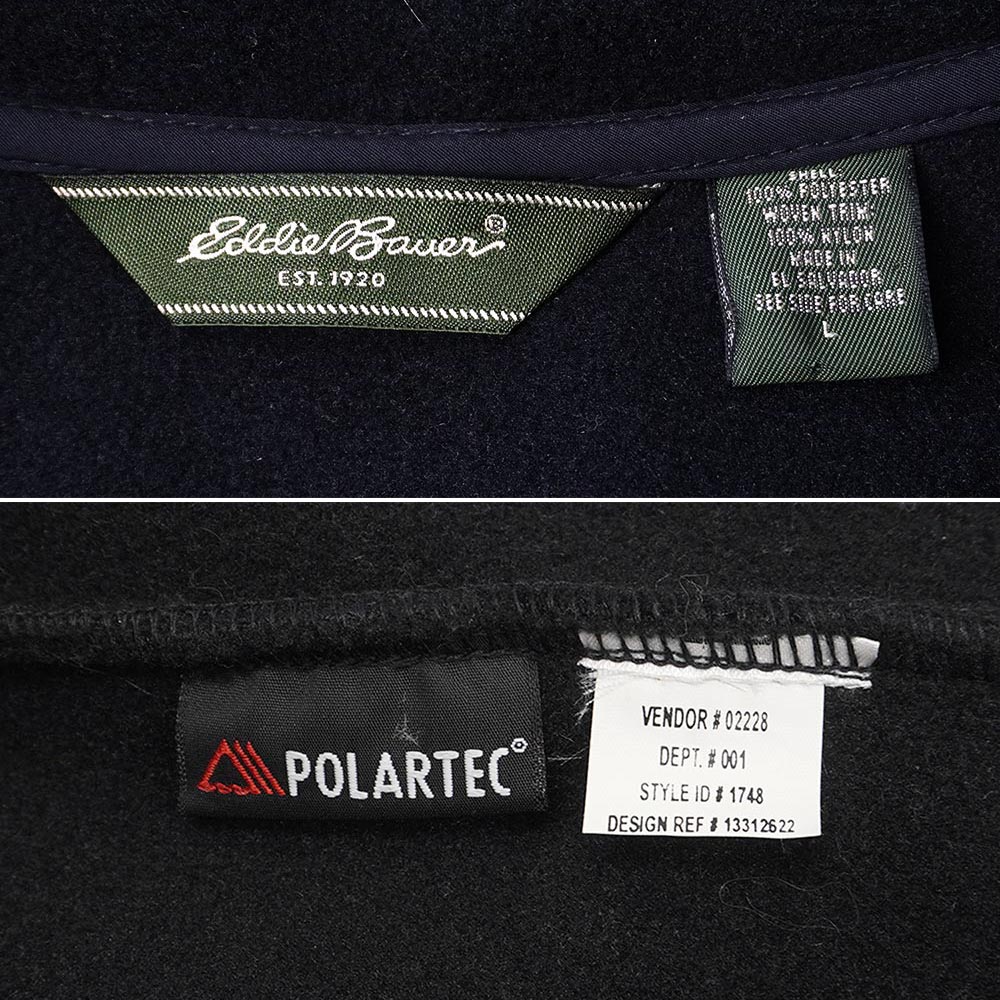 Eddie Bauer®
EST. 1920
SHELL
100% POLYESTER
WOVEN TRIM:
100% NYLON
MADE IN
EL SALVADOR
SEE SIDE FOR CARE
L
POLARTEC®
VENDOR # 02228
DEPT. # 001
STYLE ID # 1748
DESIGN REF # 13312622